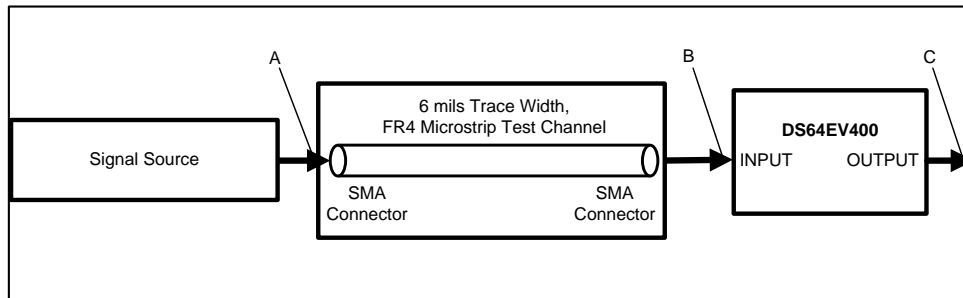 A
B
C
6 mils Trace Width,
FR4 Microstrip Test Channel
DS64EV400
Signal Source
INPUT
OUTPUT
SMA
Connector
SMA
Connector